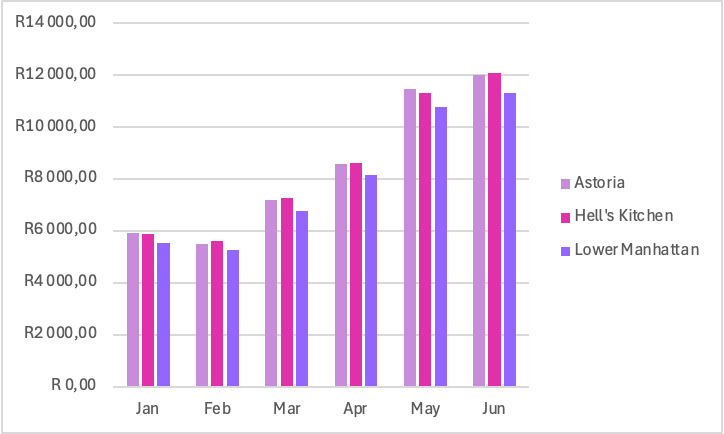 R14 000,00
R12 000,00
R10 000,00
R8 000,00
R6 000,00
R4 000,00
R2 000,00
R 0,00
Jan Feb Mar Apr May Jun
Astoria
Hell's Kitchen
Lower Manhattan